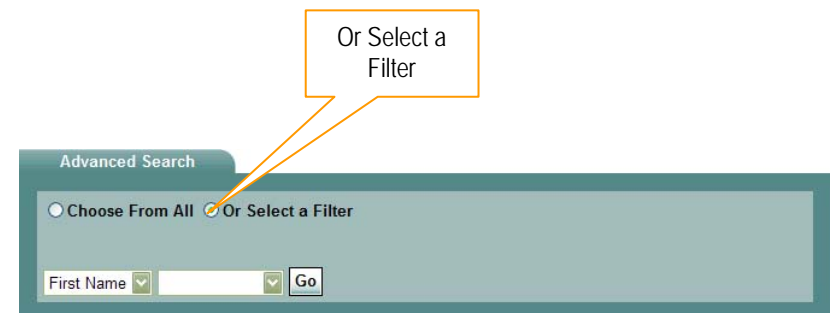 Or Select a
Filter
Advanced Search
Choose From All Or Select a Filter
First Name Go